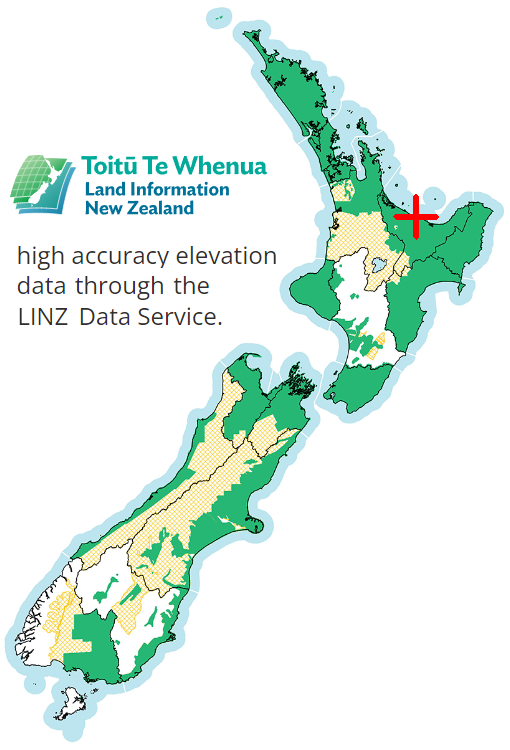 Toitū Te Whenua
Land Information
New Zealand
high accuracy elevation
data through the
LINZ Data Service.